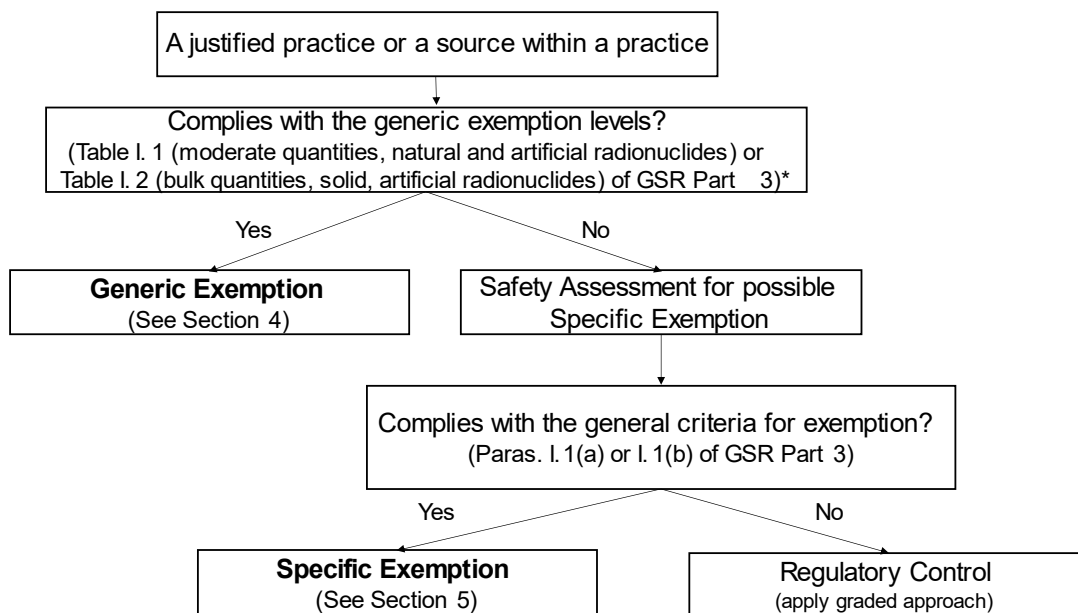 A justified practice or a source within a practice
Complies with the generic exemption levels?
(Table I. 1 (moderate quantities, natural and artificial radionuclides) or
Table I. 2 (bulk quantities, solid, artificial radionuclides) of GSR Part 3)*
Yes
No
Generic Exemption
(See Section 4)
Safety Assessment for possible
Specific Exemption
Complies with the general criteria for exemption?
(Paras. I. 1(a) or I. 1(b) of GSR Part 3)
Yes
No
Specific Exemption
(See Section 5)
Regulatory Control
(apply graded approach)